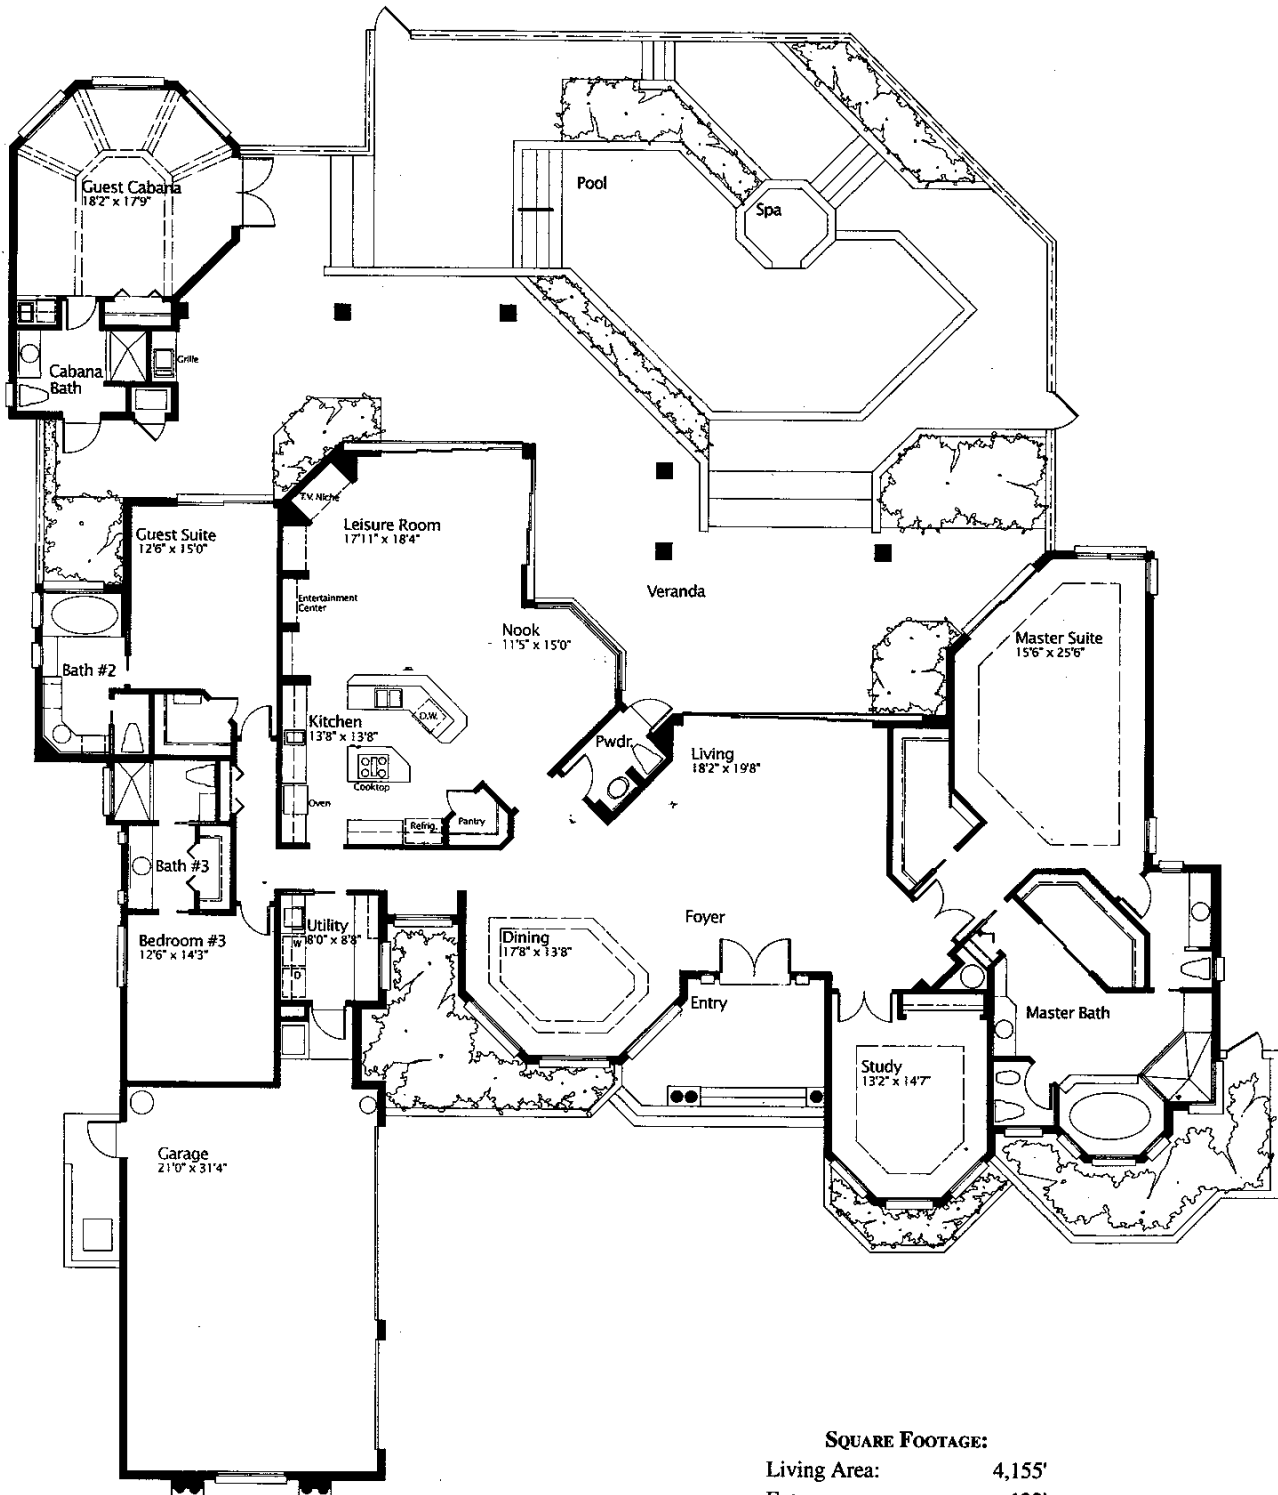 Guest Cabana
18'2" x 17'9"
Pool
Spa
Grille
Cabana
Bath
T.V. Niche
Leisure Room
17'11" x 18'4"
Guest Suite
12'6" x 15'0"
Entertainment
Center
Veranda
Nook
11'5" x 15'0"
Master Suite
15'6" x 25'6"
Bath #2
D.W.
Kitchen
13'8" x 13'8"
Pwdr.
Living
18'2" x 19'8"
Cooktop
Oven
Refrig.
Pantry
Bath #3
Foyer
Utility
8'0" x 8'8"
Dining
17'8" x 13'8"
Bedroom #3
12'6" x 14'3"
W
D
Entry
Master Bath
Study
13'2" x 14'7"
Garage
21'0" x 31'4"
SQUARE FOOTAGE:
Living Area: 4,155'